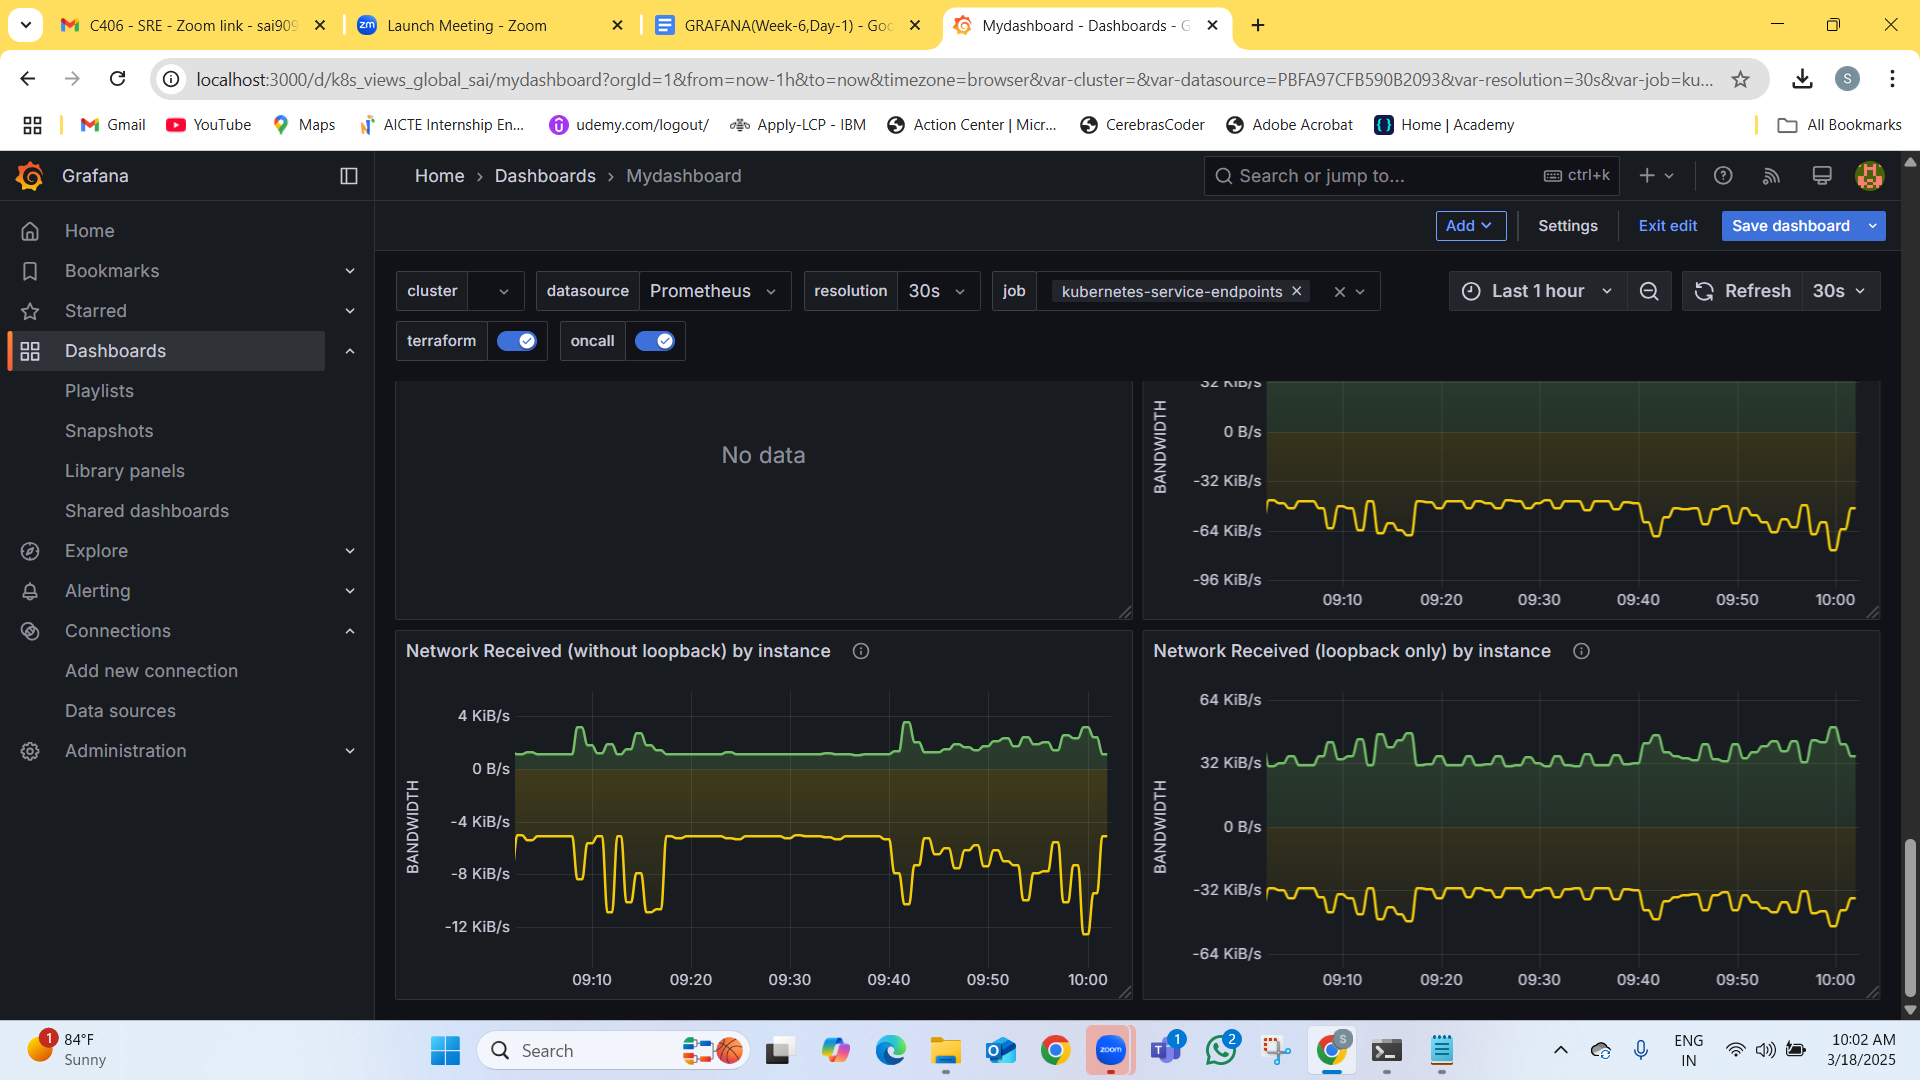 C406 - SRE - Zoom link - sai909
Launch Meeting - Zoom
GRAFANA(Week-6,Day-1) - Goo
Mydashboard - Dashboards - G
localhost:3000/d/k8s_views_global_sai/mydashboard?orgId=1&from=now-1h&to=now&timezone=browser&var-cluster=&var-datasource=PBFA97CFB590B2093&var-resolution=30s&var-job=ku...
S
Gmail
YouTube
Maps
AICTE Internship En...
udemy.com/logout/
Apply-LCP - IBM
Action Center | Micr...
CerebrasCoder
Adobe Acrobat
Home | Academy
All Bookmarks
Grafana
Home › Dashboards › Mydashboard
Search or jump to...
ctrl+k
Add
Settings
Exit edit
Save dashboard
Home
Bookmarks
Starred
Dashboards
Playlists
Snapshots
Library panels
Shared dashboards
Explore
Alerting
Connections
Add new connection
Data sources
Administration
cluster
datasource
Prometheus
resolution
30s
job
kubernetes-service-endpoints
Last 1 hour
Refresh
30s
terraform
oncall
No data
BANDWIDTH
32 KiB/s
0 B/s
-32 KiB/s
-64 KiB/s
-96 KiB/s
09:10 09:20 09:30 09:40 09:50 10:00
Network Received (without loopback) by instance
BANDWIDTH
4 KiB/s
0 B/s
-4 KiB/s
-8 KiB/s
-12 KiB/s
09:10 09:20 09:30 09:40 09:50 10:00
Network Received (loopback only) by instance
BANDWIDTH
64 KiB/s
32 KiB/s
0 B/s
-32 KiB/s
-64 KiB/s
09:10 09:20 09:30 09:40 09:50 10:00
1
84°F
Sunny
Search
zoom
1
2
S
ENG
IN
10:02 AM
3/18/2025